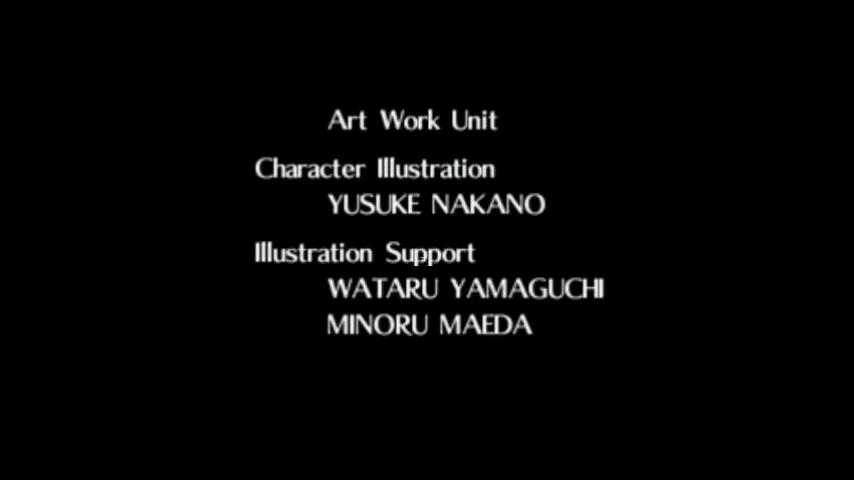 Art Work Unit
Character Illustration
YUSUKE NAKANO
Illustration Support
WATARU YAMAGUCHI
MINORU MAEDA